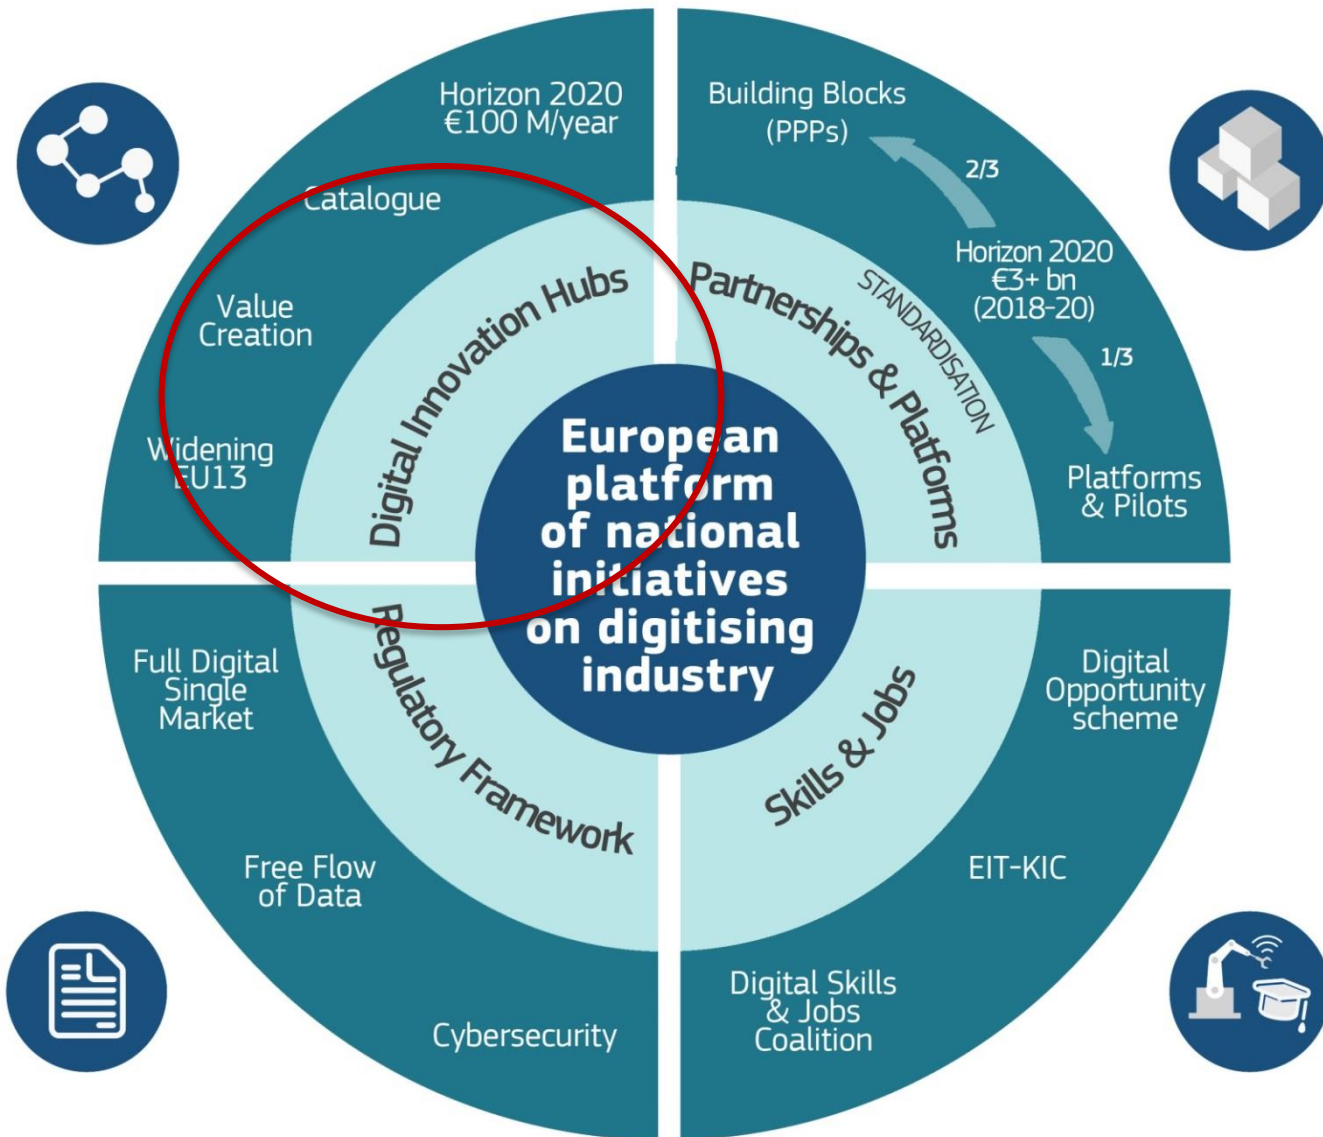 Horizon 2020
€100 M/year
Catalogue
Value
Creation
Widening
EU13
Digital Innovation Hubs
Building Blocks
(PPPs)
2/3
Horizon 2020
€3+ bn
(2018-20)
1/3
Platforms
& Pilots
STANDARDISATION
Partnerships & Platforms
European
platform
of national
initiatives
on digitising
industry
Regulatory Framework
Full Digital
Single
Market
Free Flow
of Data
Cybersecurity
Skills & Jobs
Digital
Opportunity
scheme
EIT-KIC
Digital Skills
& Jobs
Coalition